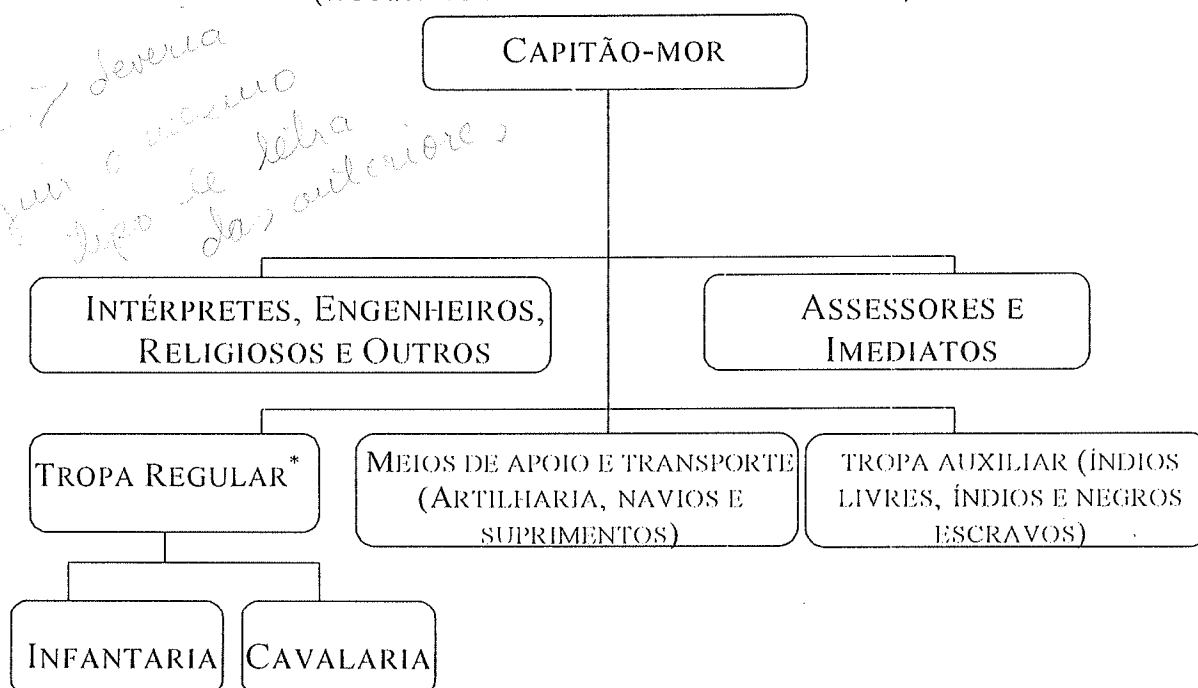 CAPITÃO-MOR
deveria
o mesmo
tipo de letra
das anteriores
INTÉRPRETES, ENGENHEIROS,
RELIGIOSOS E OUTROS
ASSESSORES E
IMEDIATOS
TROPA REGULAR*
MEIOS DE APOIO E TRANSPORTE
(ARTILHARIA, NAVIOS E
SUPRIMENTOS)
TROPA AUXILIAR (ÍNDIOS
LIVRES, ÍNDIOS E NEGROS
ESCRAVOS)
INFANTARIA
CAVALARIA